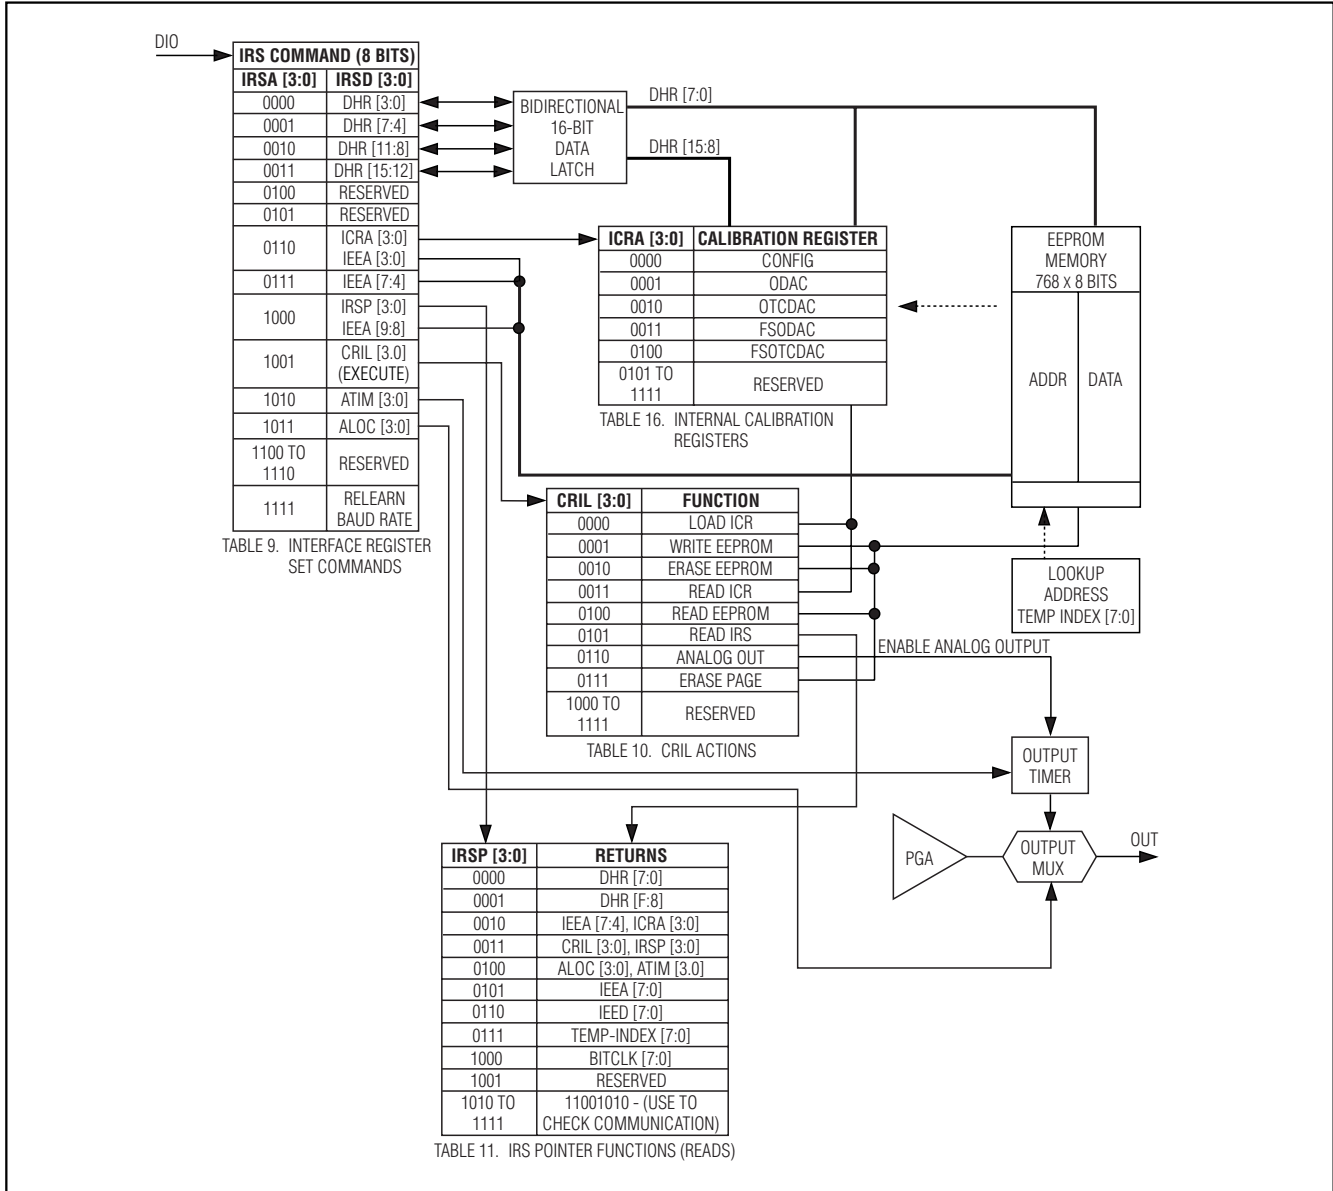 DIO
IRS COMMAND (8 BITS)
IRSA [3:0] IRSD [3:0]
0000 DHR [3:0]
0001 DHR [7:4]
0010 DHR [11:8]
0011 DHR [15:12]
0100 RESERVED
0101 RESERVED
0110 ICRA [3:0]
IEEA [3:0]
0111 IEEA [7:4]
1000 IRSP [3:0]
IEEA [9:8]
1001 CRIL [3.0]
(EXECUTE)
1010 ATIM [3:0]
1011 ALOC [3:0]
1100 TO
1110 RESERVED
1111 RELEARN
BAUD RATE
TABLE 9. INTERFACE REGISTER
SET COMMANDS
BIDIRECTIONAL
16-BIT
DATA
LATCH
DHR [7:0]
DHR [15:8]
ICRA [3:0] CALIBRATION REGISTER
0000 CONFIG
0001 ODAC
0010 OTCDAC
0011 FSODAC
0100 FSOTCDAC
0101 TO
1111 RESERVED
TABLE 16. INTERNAL CALIBRATION
REGISTERS
EEPROM
MEMORY
768 X 8 BITS
ADDR DATA
LOOKUP
ADDRESS
TEMP INDEX [7:0]
CRIL [3:0] FUNCTION
0000 LOAD ICR
0001 WRITE EEPROM
0010 ERASE EEPROM
0011 READ ICR
0100 READ EEPROM
0101 READ IRS
0110 ANALOG OUT
0111 ERASE PAGE
1000 TO
1111 RESERVED
TABLE 10. CRIL ACTIONS
ENABLE ANALOG OUTPUT
OUTPUT
TIMER
PGA
OUTPUT
MUX
OUT
IRSP [3:0] RETURNS
0000 DHR [7:0]
0001 DHR [F:8]
0010 IEEA [7:4], ICRA [3:0]
0011 CRIL [3:0], IRSP [3:0]
0100 ALOC [3:0], ATIM [3.0]
0101 IEEA [7:0]
0110 IEED [7:0]
0111 TEMP-INDEX [7:0]
1000 BITCLK [7:0]
1001 RESERVED
1010 TO 11001010 - (USE TO
1111 CHECK COMMUNICATION)
TABLE 11. IRS POINTER FUNCTIONS (READS)